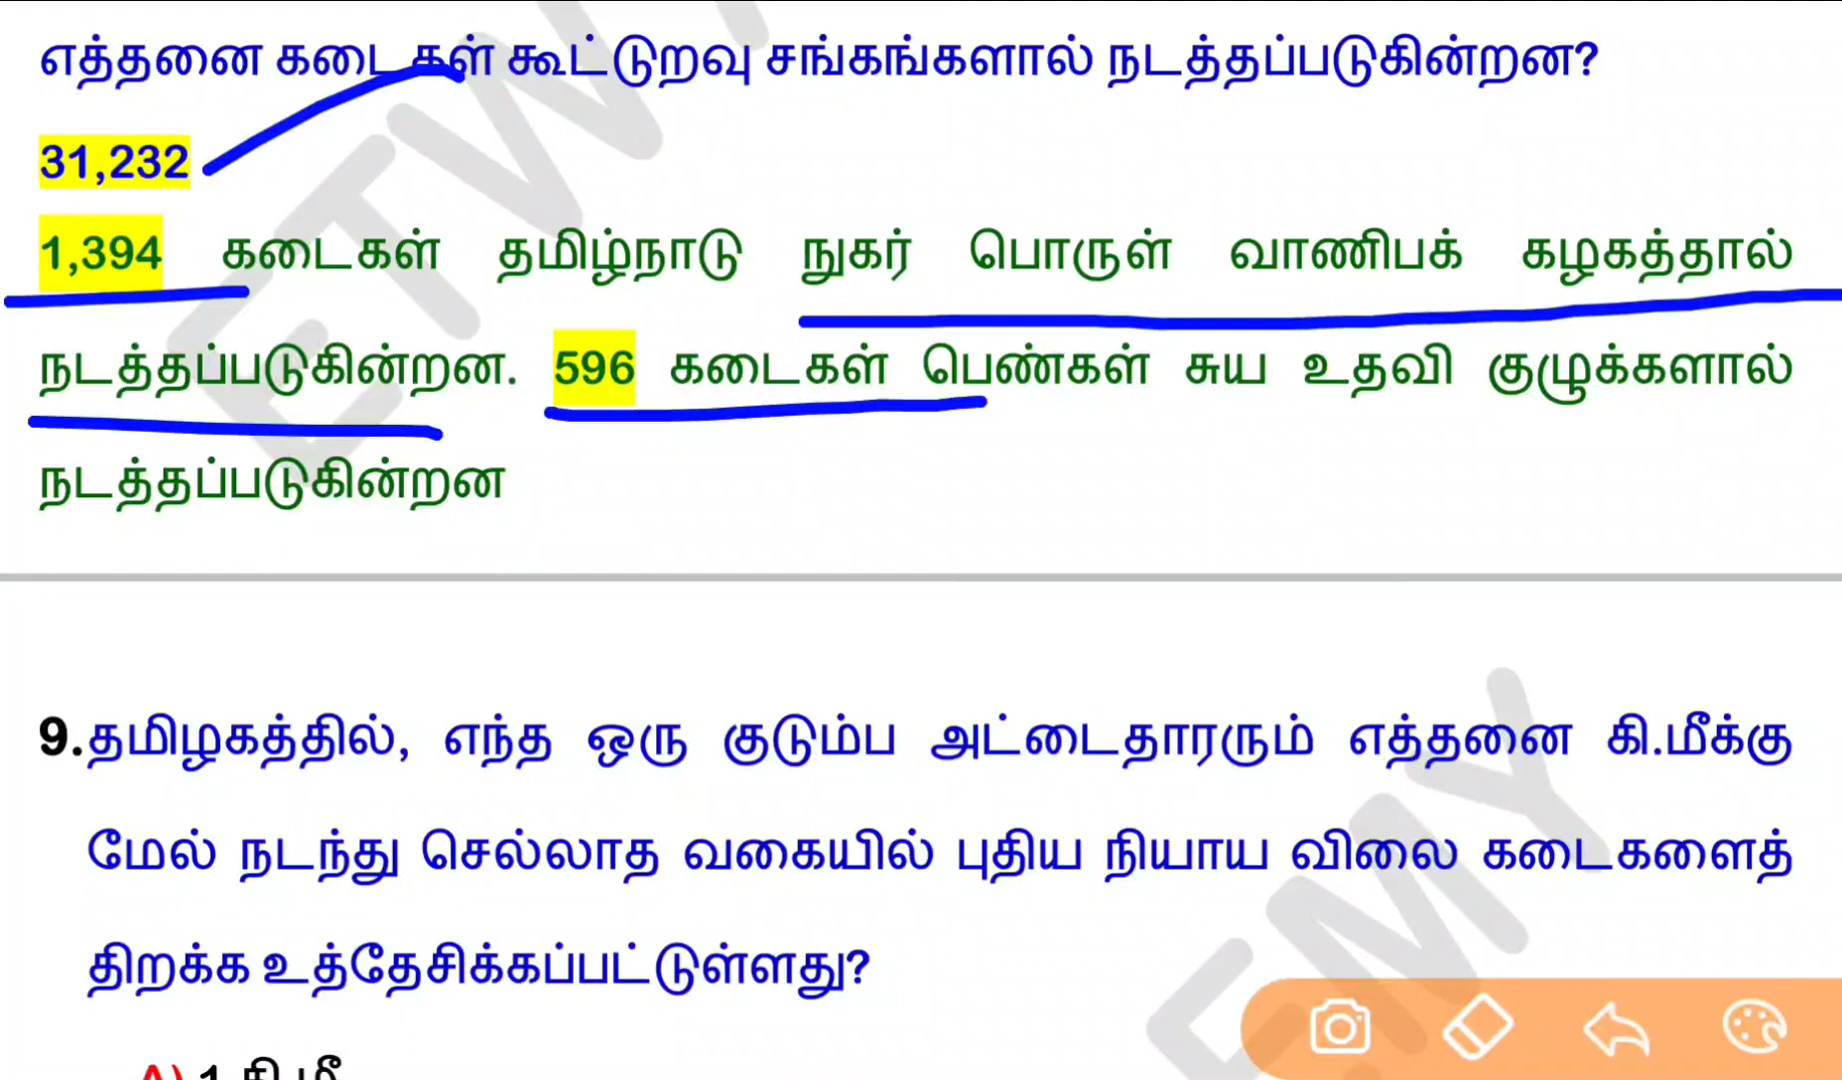 எத்தனை கடைகள் கூட்டுறவு சங்கங்களால் நடத்தப்படுகின்றன?
31,232
1,394 கடைகள் தமிழ்நாடு நுகர் பொருள் வாணிபக் கழகத்தால்
நடத்தப்படுகின்றன. 596 கடைகள் பெண்கள் சுய உதவி குழுக்களால்
நடத்தப்படுகின்றன
9.தமிழகத்தில், எந்த ஒரு குடும்ப அட்டைதாரரும் எத்தனை கி.மீக்கு
மேல் நடந்து செல்லாத வகையில் புதிய நியாய விலை கடைகளைத்
திறக்க உத்தேசிக்கப்பட்டுள்ளது?
A) 1 கி.மீ